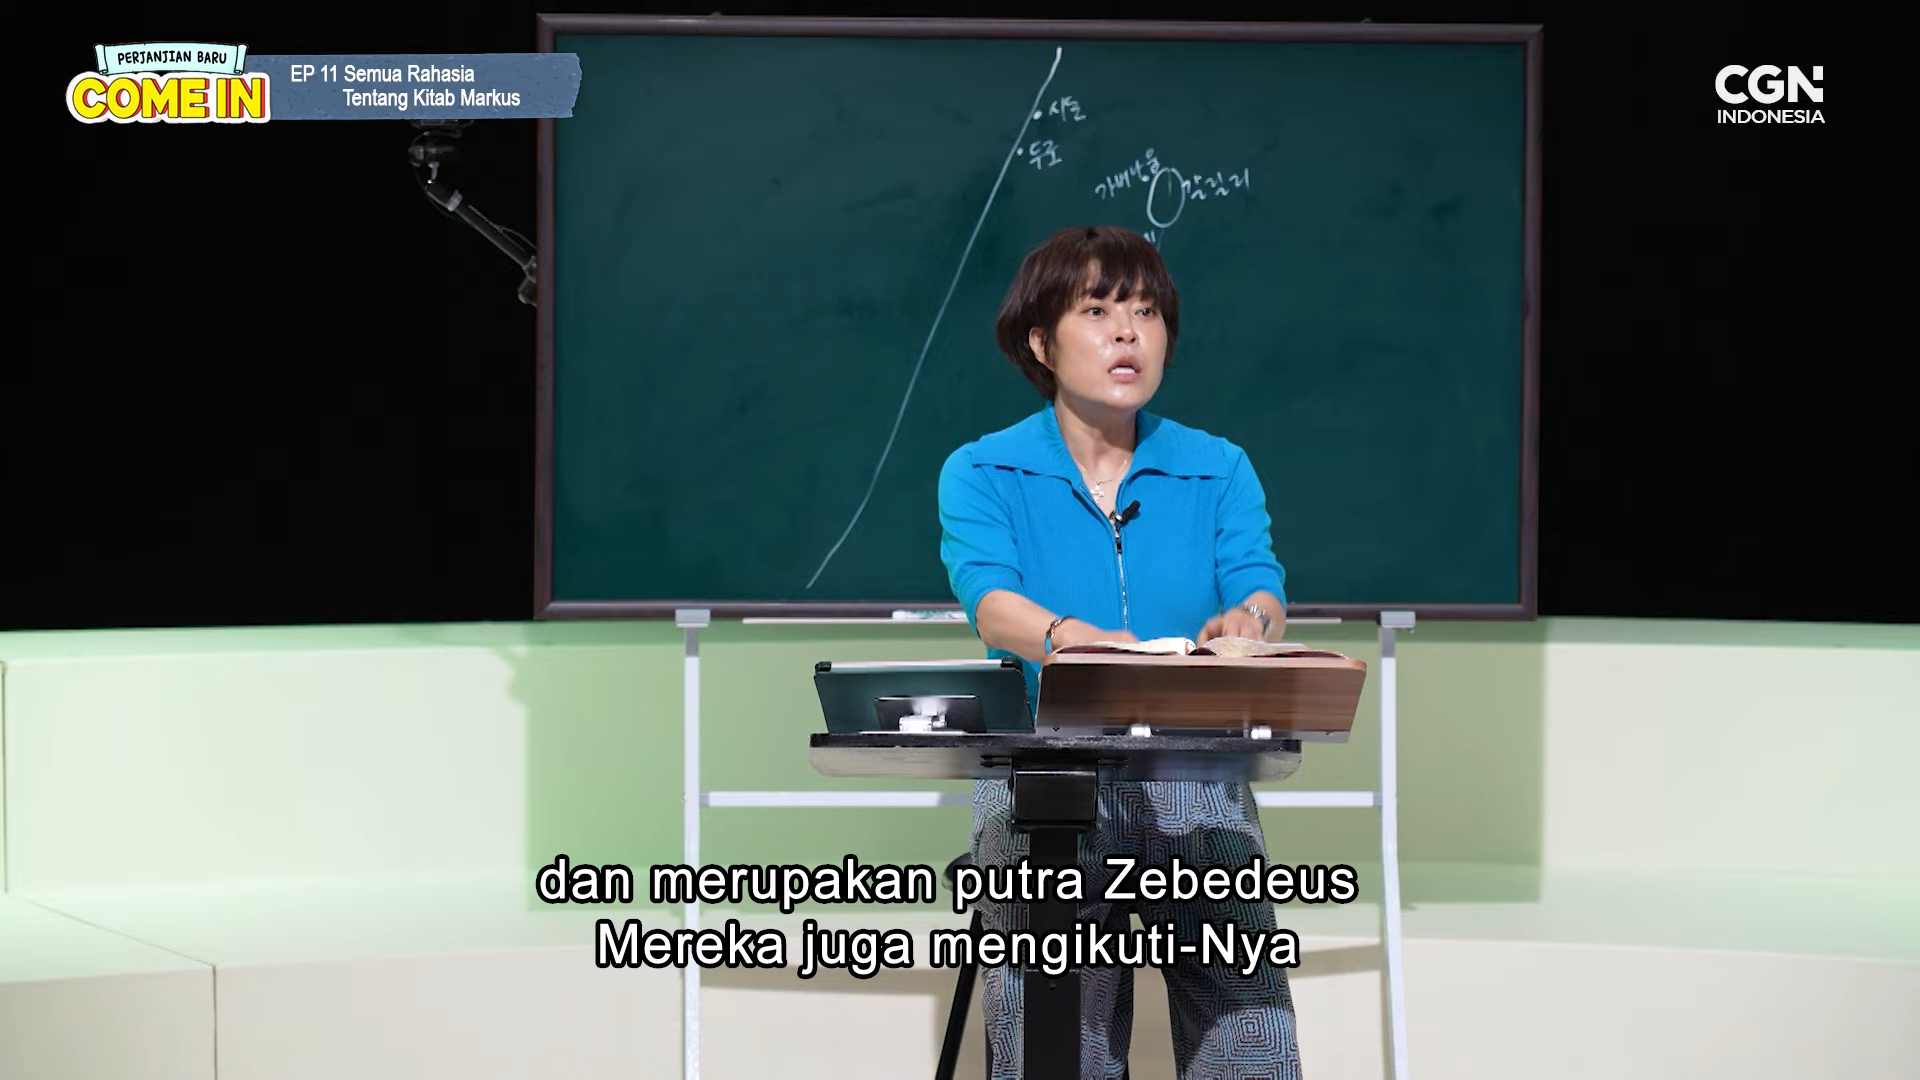 PERJANJIAN BARU
COME IN
EP 11 Semua Rahasia
Tentang Kitab Markus
CGN
INDONESIA
시돈
두로
가버나움
갈릴리
dan merupakan putra Zebedeus
Mereka juga mengikuti-Nya